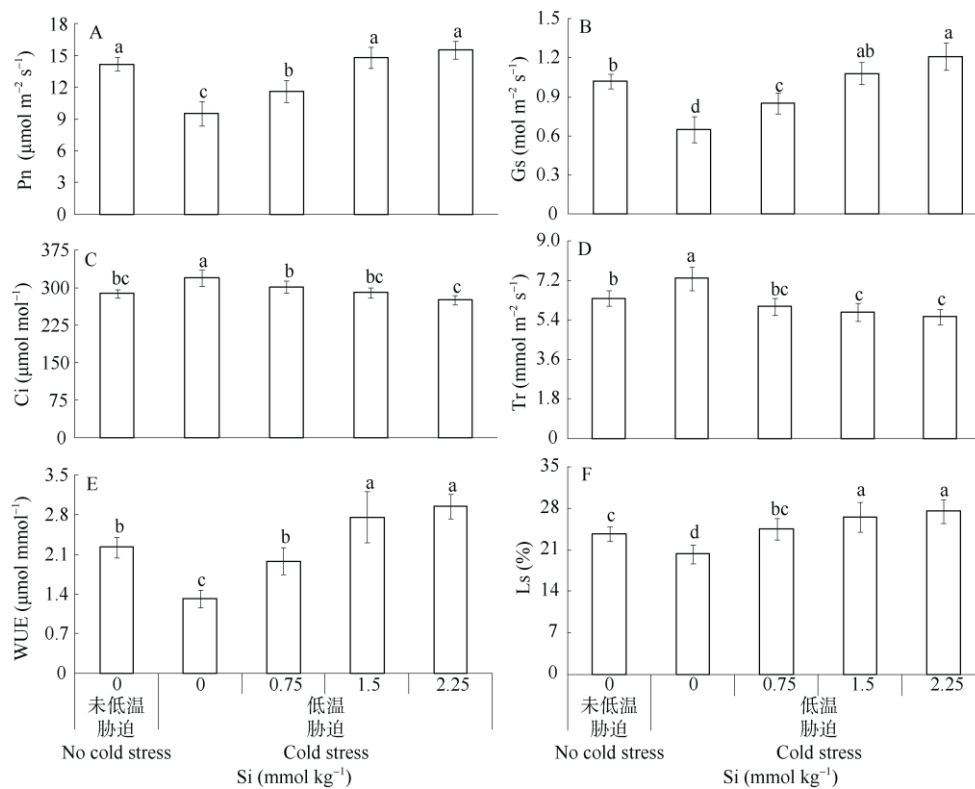 A
18
15
12
9
6
3
0
Pn (μmol m⁻² s⁻¹)
a c b a a
B
1.5
1.2
0.9
0.6
0.3
0
Gs (mol m⁻² s⁻¹)
b d c ab a
C
375
300
225
150
75
0
Ci (μmol mol⁻¹)
bc a b bc c
D
9.0
7.2
5.4
3.6
1.8
0
Tr (mmol m⁻² s⁻¹)
b a bc c c
E
3.5
2.8
2.1
1.4
0.7
0
WUE (μmol mmol⁻¹)
b c b a a
F
35
28
21
14
7
0
Ls (%)
c d bc a a
0 0 0.75 1.5 2.25
未低温 低温
胁迫 胁迫
No cold stress Cold stress
Si (mmol kg⁻¹)
0 0 0.75 1.5 2.25
未低温 低温
胁迫 胁迫
No cold stress Cold stress
Si (mmol kg⁻¹)